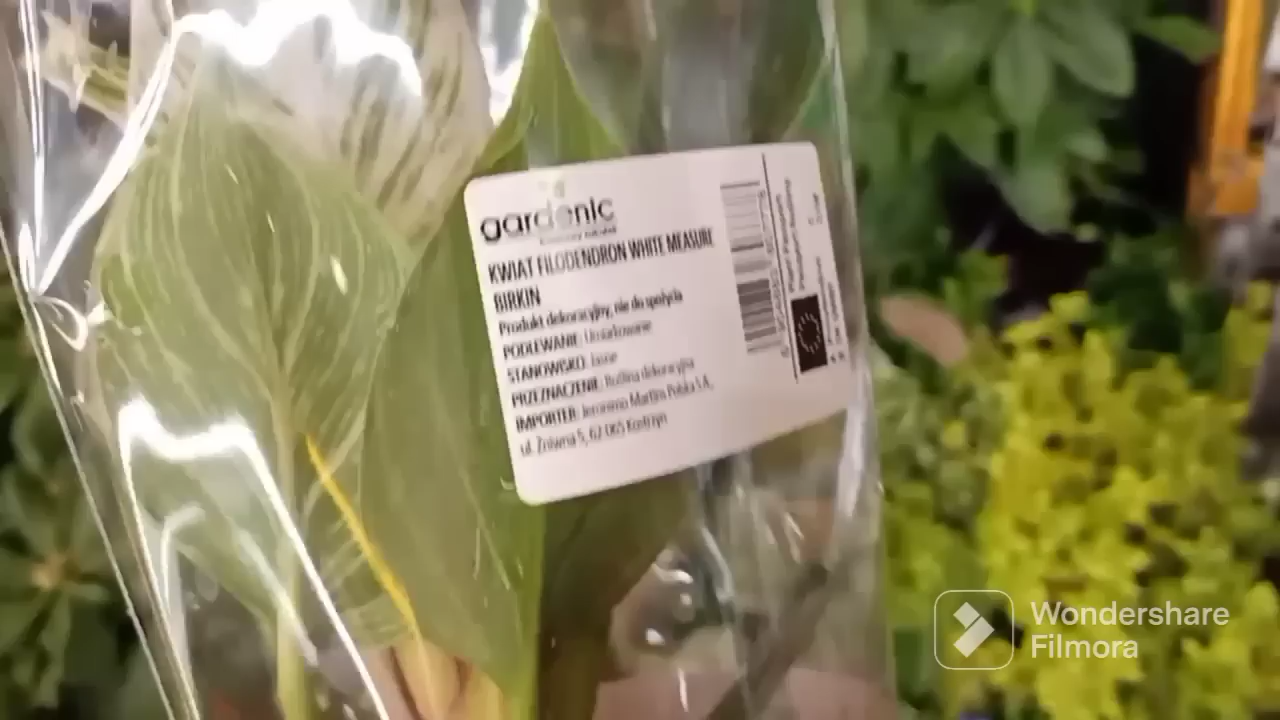 gardenic
KWIAT FILODENDRON WHITE MEASURE
BIRKIN
Produkt dekoracyjny, nie do spożycia
PODLEWANIE: Umiarkowane
STANOWISKO: Jasne
PRZEZNACZENIE: Roślina dekoracyjna
IMPORTER: Jeronimo Martins Polska S.A.,
ul. Żniwna 5, 62-065 Kostrzyn
Wondershare
Filmora